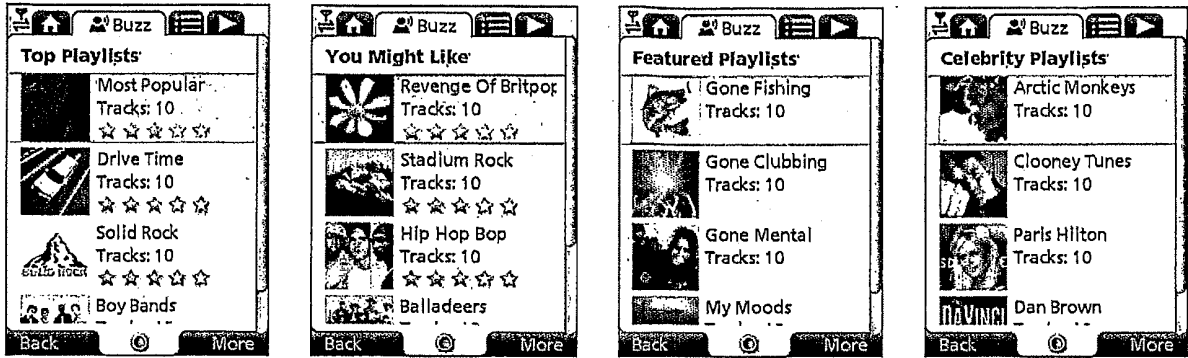 Buzz
Top Playlists
Most Popular
Tracks: 10
Drive Time
Tracks: 10
Solid Rock
Tracks: 10
SOLID ROCK
Boy Bands
Back
More
Buzz
You Might Like
Revenge Of Britpop
Tracks: 10
Stadium Rock
Tracks: 10
Hip Hop Bop
Tracks: 10
Balladeers
Back
More
Buzz
Featured Playlists
Gone Fishing
Tracks: 10
Gone Clubbing
Tracks: 10
Gone Mental
Tracks: 10
My Moods
Back
More
Buzz
Celebrity Playlists
Arctic Monkeys
Tracks: 10
Clooney Tunes
Tracks: 10
Paris Hilton
Tracks: 10
Dan Brown
DAVINCI
Back
More